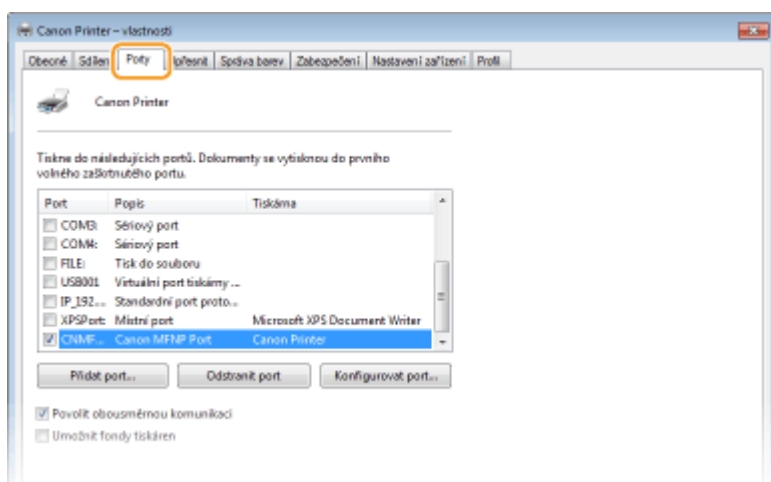 Canon Printer – vlastnosti
Obecné Sdílen Porty Upřesnit Správa barev Zabezpečení Nastavení zařízení Profil
Canon Printer
Tiskne do následujících portů. Dokumenty se vytisknou do prvního
volného zaškrtnutého portu.
Port Popis Tiskárna
COM3: Sériový port
COM4: Sériový port
FILE: Tisk do souboru
USB001 Virtuální port tiskárny ...
IP_192.... Standardní port proto...
XPSPort: Místní port Microsoft XPS Document Writer
CNMF... Canon MFNP Port Canon Printer
Přidat port... Odstranit port Konfigurovat port...
Povolit obousměrnou komunikaci
Umožnit fondy tiskáren